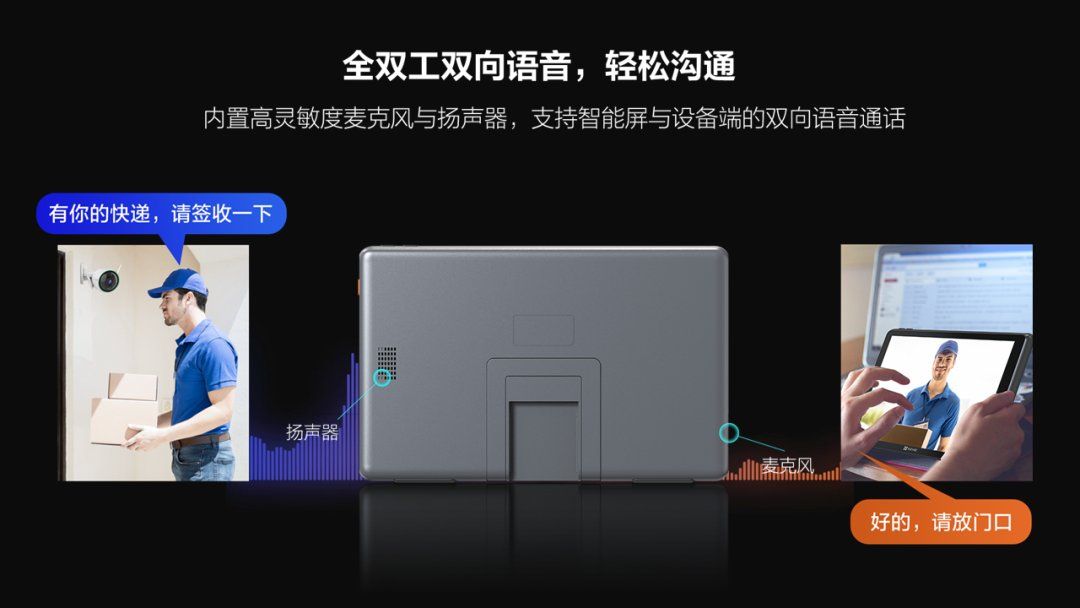 全双工双向语音，轻松沟通
内置高灵敏度麦克风与扬声器，支持智能屏与设备端的双向语音通话
有你的快递，请签收一下
扬声器
麦克风
好的，请放门口